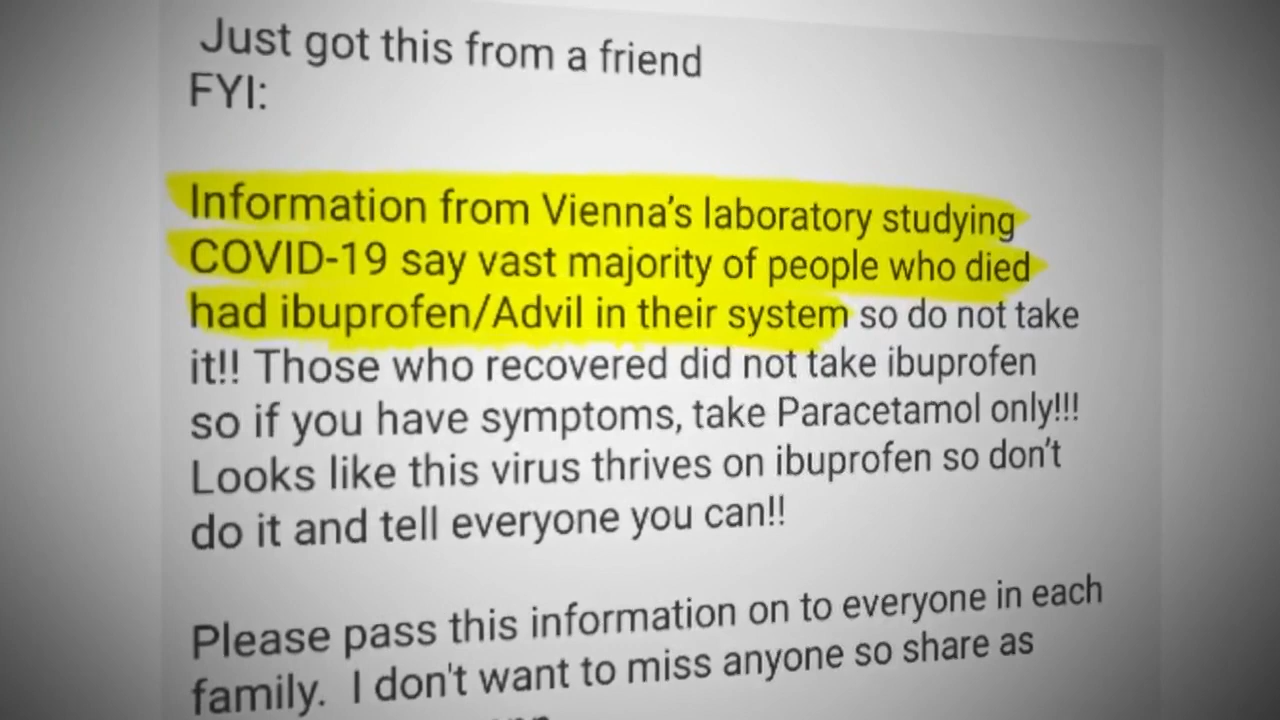 Just got this from a friend
FYI:
Information from Vienna's laboratory studying
COVID-19 say vast majority of people who died
had ibuprofen/Advil in their system so do not take
it!! Those who recovered did not take ibuprofen
so if you have symptoms, take Paracetamol only!!!
Looks like this virus thrives on ibuprofen so don't
do it and tell everyone you can!!
Please pass this information on to everyone in each
family. I don't want to miss anyone so share as